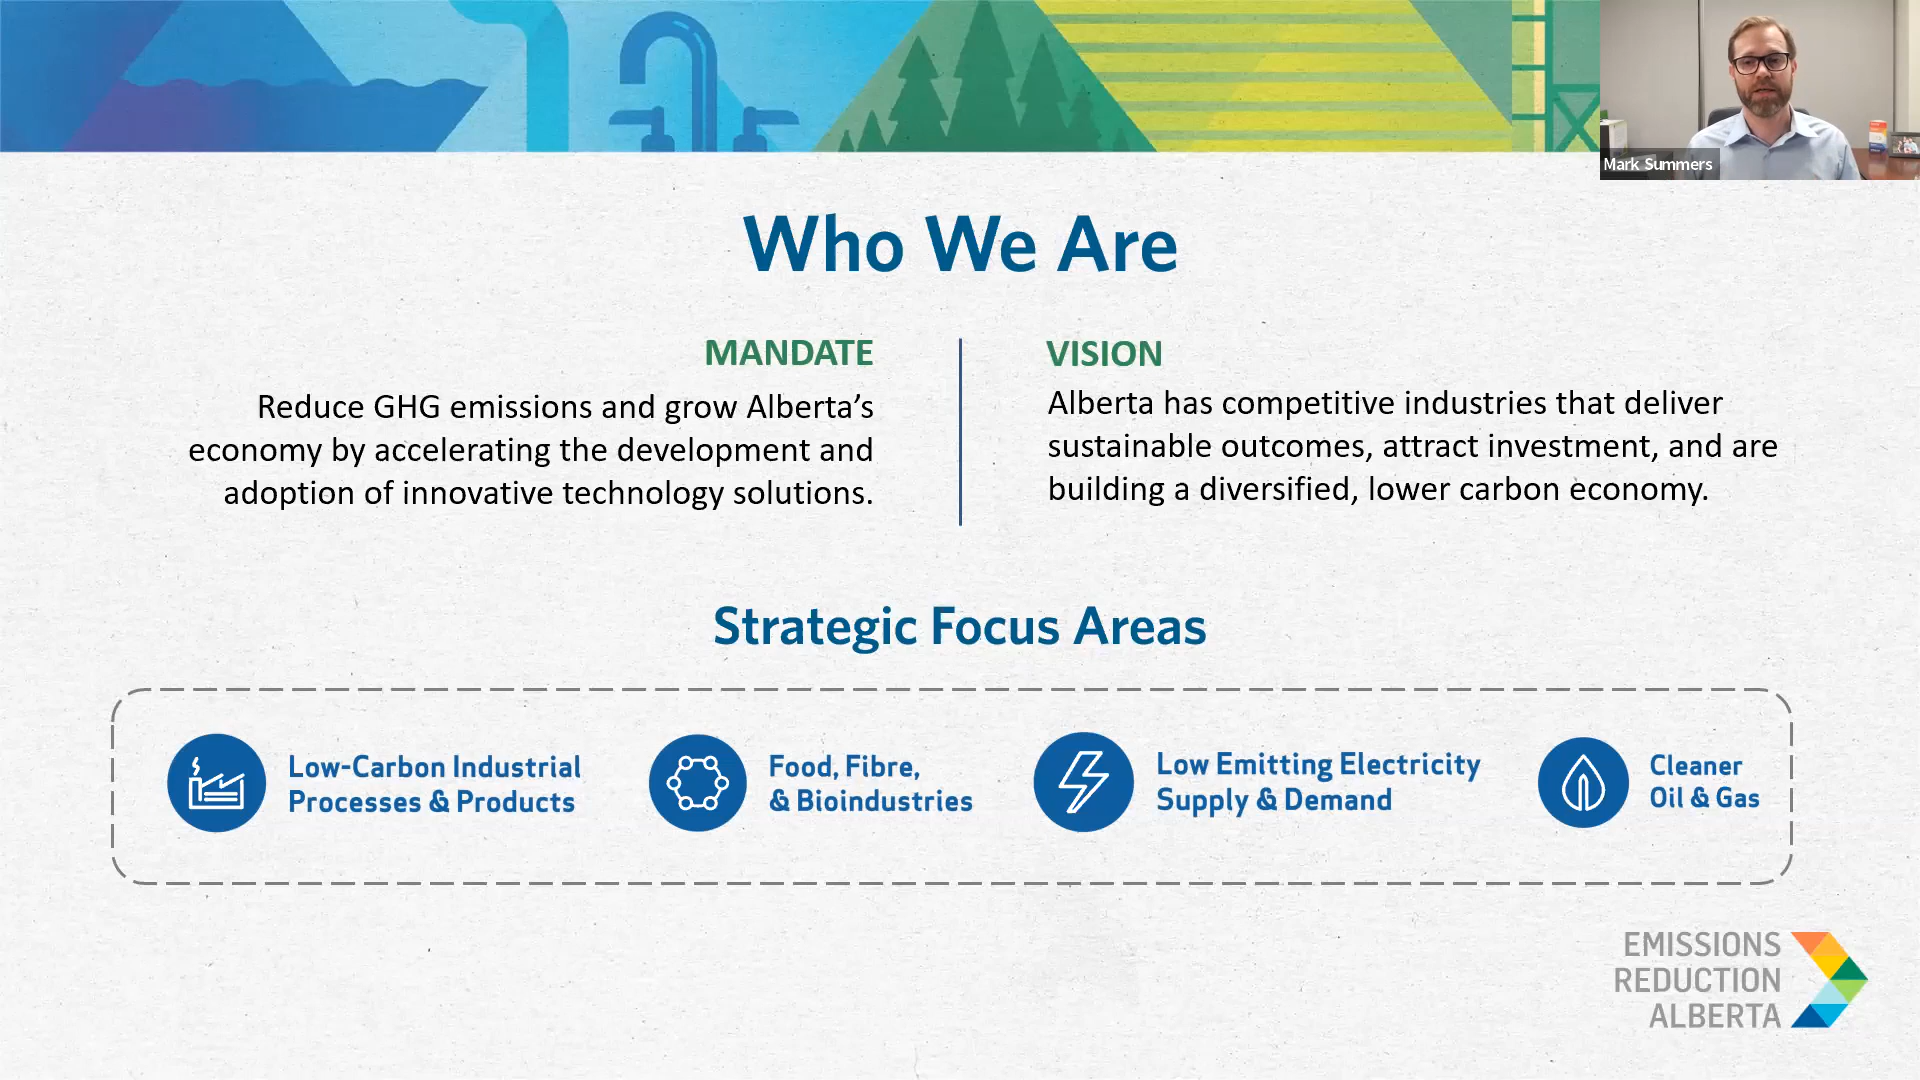 Mark Summers
Who We Are
MANDATE
Reduce GHG emissions and grow Alberta’s
economy by accelerating the development and
adoption of innovative technology solutions.
VISION
Alberta has competitive industries that deliver
sustainable outcomes, attract investment, and are
building a diversified, lower carbon economy.
Strategic Focus Areas
Low-Carbon Industrial
Processes & Products
Food, Fibre,
& Bioindustries
Low Emitting Electricity
Supply & Demand
Cleaner
Oil & Gas
EMISSIONS
REDUCTION
ALBERTA